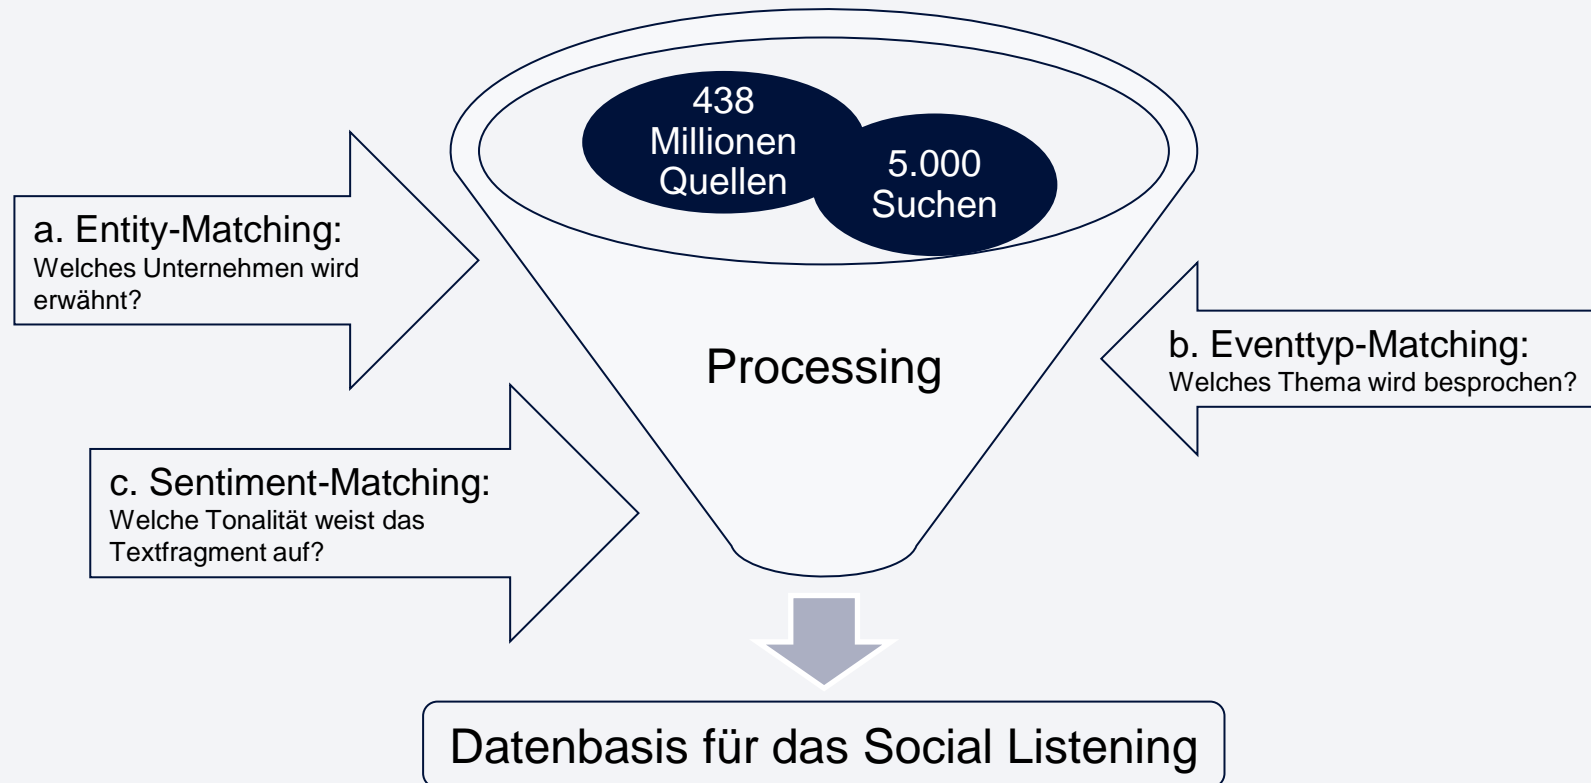 438
Millionen
Quellen
5.000
Suchen
a. Entity-Matching:
Welches Unternehmen wird
erwähnt?
Processing
b. Eventtyp-Matching:
Welches Thema wird besprochen?
c. Sentiment-Matching:
Welche Tonalität weist das
Textfragment auf?
Datenbasis für das Social Listening